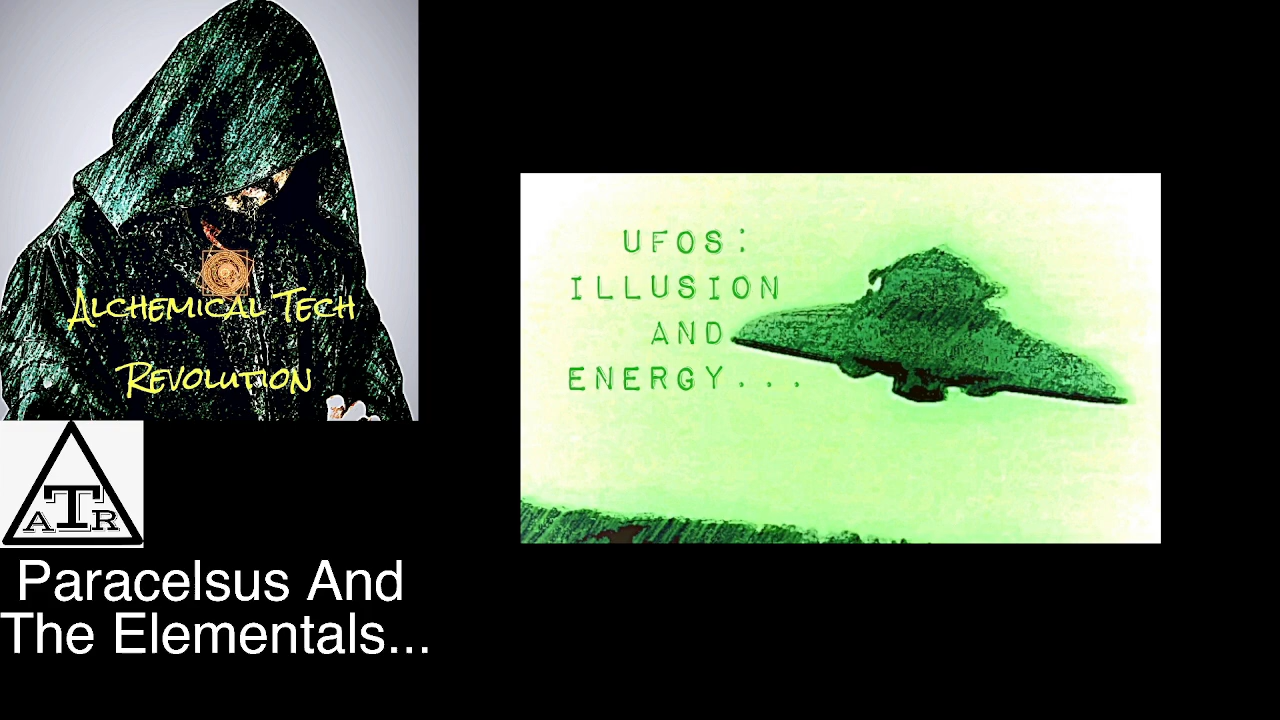 Alchemical Tech
Revolution
ATR
Paracelsus And
The Elementals...
UFOS:
ILLUSION
AND
ENERGY...